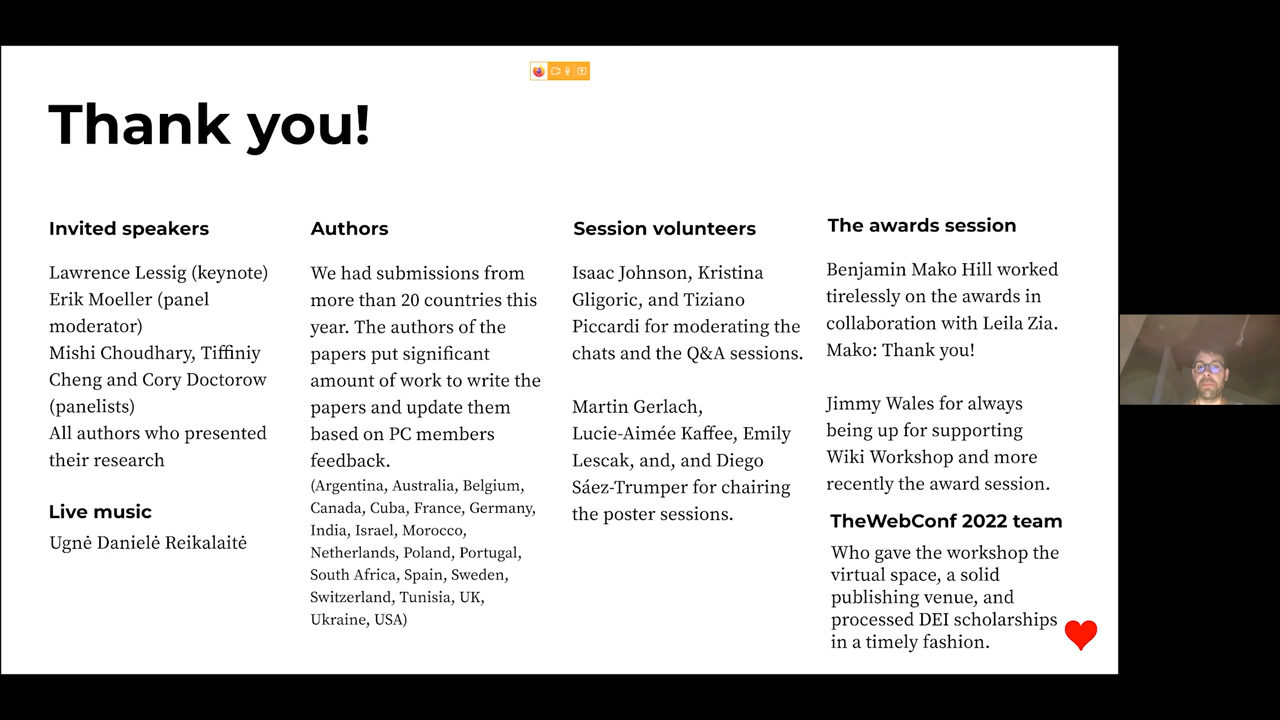 Thank you!
Invited speakers
Lawrence Lessig (keynote)
Erik Moeller (panel
moderator)
Mishi Choudhary, Tiffiniy
Cheng and Cory Doctorow
(panelists)
All authors who presented
their research
Live music
Ugnė Danielė Reikalaitė
Authors
We had submissions from
more than 20 countries this
year. The authors of the
papers put significant
amount of work to write the
papers and update them
based on PC members
feedback.
(Argentina, Australia, Belgium,
Canada, Cuba, France, Germany,
India, Israel, Morocco,
Netherlands, Poland, Portugal,
South Africa, Spain, Sweden,
Switzerland, Tunisia, UK,
Ukraine, USA)
Session volunteers
Isaac Johnson, Kristina
Gligoric, and Tiziano
Piccardi for moderating the
chats and the Q&A sessions.
Martin Gerlach,
Lucie-Aimée Kaffee, Emily
Lescak, and, and Diego
Sáez-Trumper for chairing
the poster sessions.
The awards session
Benjamin Mako Hill worked
tirelessly on the awards in
collaboration with Leila Zia.
Mako: Thank you!
Jimmy Wales for always
being up for supporting
Wiki Workshop and more
recently the award session.
TheWebConf 2022 team
Who gave the workshop the
virtual space, a solid
publishing venue, and
processed DEI scholarships
in a timely fashion.